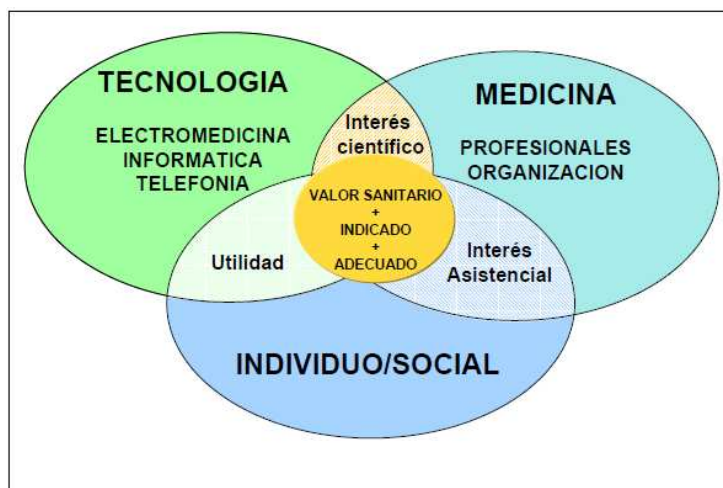 TECNOLOGIA
ELECTROMEDICINA
INFORMATICA
TELEFONIA
MEDICINA
PROFESIONALES
ORGANIZACION
Interés
científico
VALOR SANITARIO
+
INDICADO
+
ADECUADO
Utilidad
Interés
Asistencial
INDIVIDUO/SOCIAL